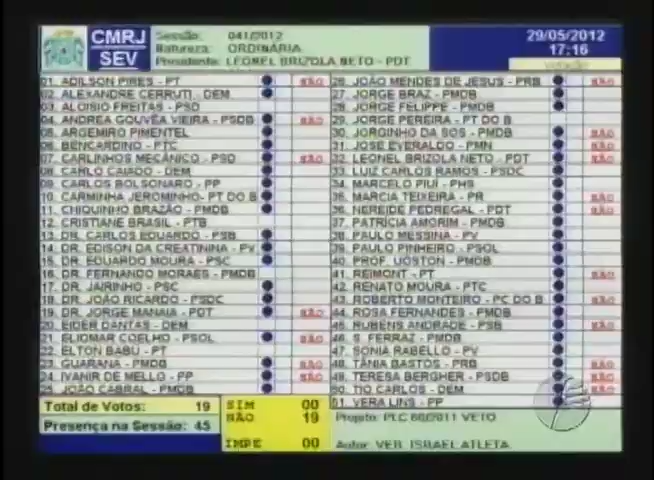 CMRJ
SEV
Sessão: 041/2012
Natureza: ORDINÁRIA
Presidente: LEONEL BRIZOLA NETO - PDT
29/05/2012
17:16
Votação
01. ADILSON PIRES - PT NÃO
02. ALEXANDRE CERRUTI - DEM
03. ALOISIO FREITAS - PSD
04. ANDREA GOUVÊA VIEIRA - PSDB NÃO
05. ARGEMIRO PIMENTEL
06. BENCARDINO - PTC
07. CARLINHOS MECÂNICO - PSD NÃO
08. CARLO CAIADO - DEM
09. CARLOS BOLSONARO - PP
10. CARMINHA JEROMINHO - PT DO B
11. CHIQUINHO BRAZÃO - PMDB
12. CRISTIANE BRASIL - PTB
13. DR. CARLOS EDUARDO - PSB
14. DR. EDISON DA CREATININA - PV
15. DR. EDUARDO MOURA - PSC
16. DR. FERNANDO MORAES - PMDB
17. DR. JAIRINHO - PSC
18. DR. JOÃO RICARDO - PSDC
19. DR. JORGE MANAIA - PDT NÃO
20. EIDER DANTAS - DEM
21. ELIOMAR COELHO - PSOL NÃO
22. ELTON BABÚ - PT
23. GUARANÁ - PMDB NÃO
24. IVANIR DE MELLO - PP NÃO
25. JOÃO CABRAL - PMDB
26. JOÃO MENDES DE JESUS - PRB NÃO
27. JORGE BRAZ - PMDB
28. JORGE FELIPPE - PMDB
29. JORGE PEREIRA - PT DO B
30. JORGINHO DA SOS - PMDB NÃO
31. JOSÉ EVERALDO - PMN NÃO
32. LEONEL BRIZOLA NETO - PDT NÃO
33. LUIZ CARLOS RAMOS - PSDC
34. MARCELO PIUÍ - PHS
35. MARCIA TEIXEIRA - PR NÃO
36. NEREIDE PEDREGAL - PDT NÃO
37. PATRÍCIA AMORIM - PMDB
38. PAULO MESSINA - PV
39. PAULO PINHEIRO - PSOL
40. PROF. UOSTON - PMDB
41. REIMONT - PT NÃO
42. RENATO MOURA - PTC
43. ROBERTO MONTEIRO - PC DO B NÃO
44. ROSA FERNANDES - PMDB
45. RUBENS ANDRADE - PSB NÃO
46. S. FERRAZ - PMDB
47. SONIA RABELLO - PV
48. TÂNIA BASTOS - PRB NÃO
49. TERESA BERGHER - PSDB NÃO
50. TIO CARLOS - DEM NÃO
51. VERA LINS - PP
Total de Votos: 19
Presença na Sessão: 45
SIM 00
NÃO 19
IMPE 00
Projeto: PLC 60/2011 VETO
Autor: VER. ISRAEL ATLETA